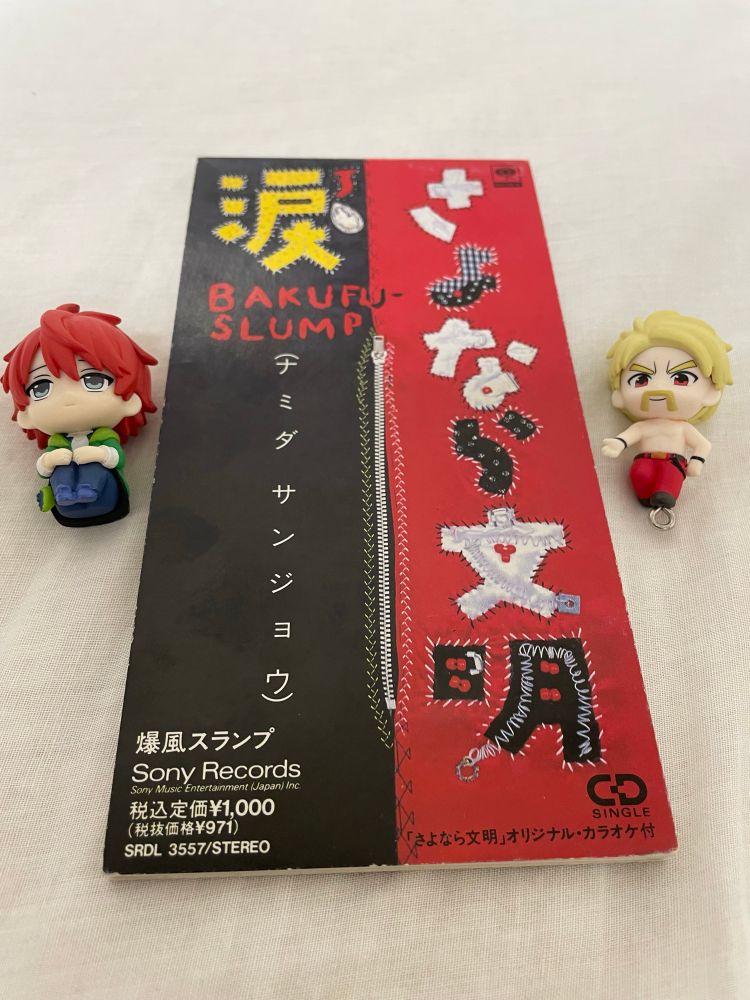 涙3
BAKUFU-
SLUMP
(ナミダ サンジョウ)
さよなら文明
爆風スランプ
Sony Records
Sony Music Entertainment (Japan) Inc.
税込定価¥1,000
(税抜価格¥971)
SRDL 3557/STEREO
CD
SINGLE
「さよなら文明」オリジナル・カラオケ付